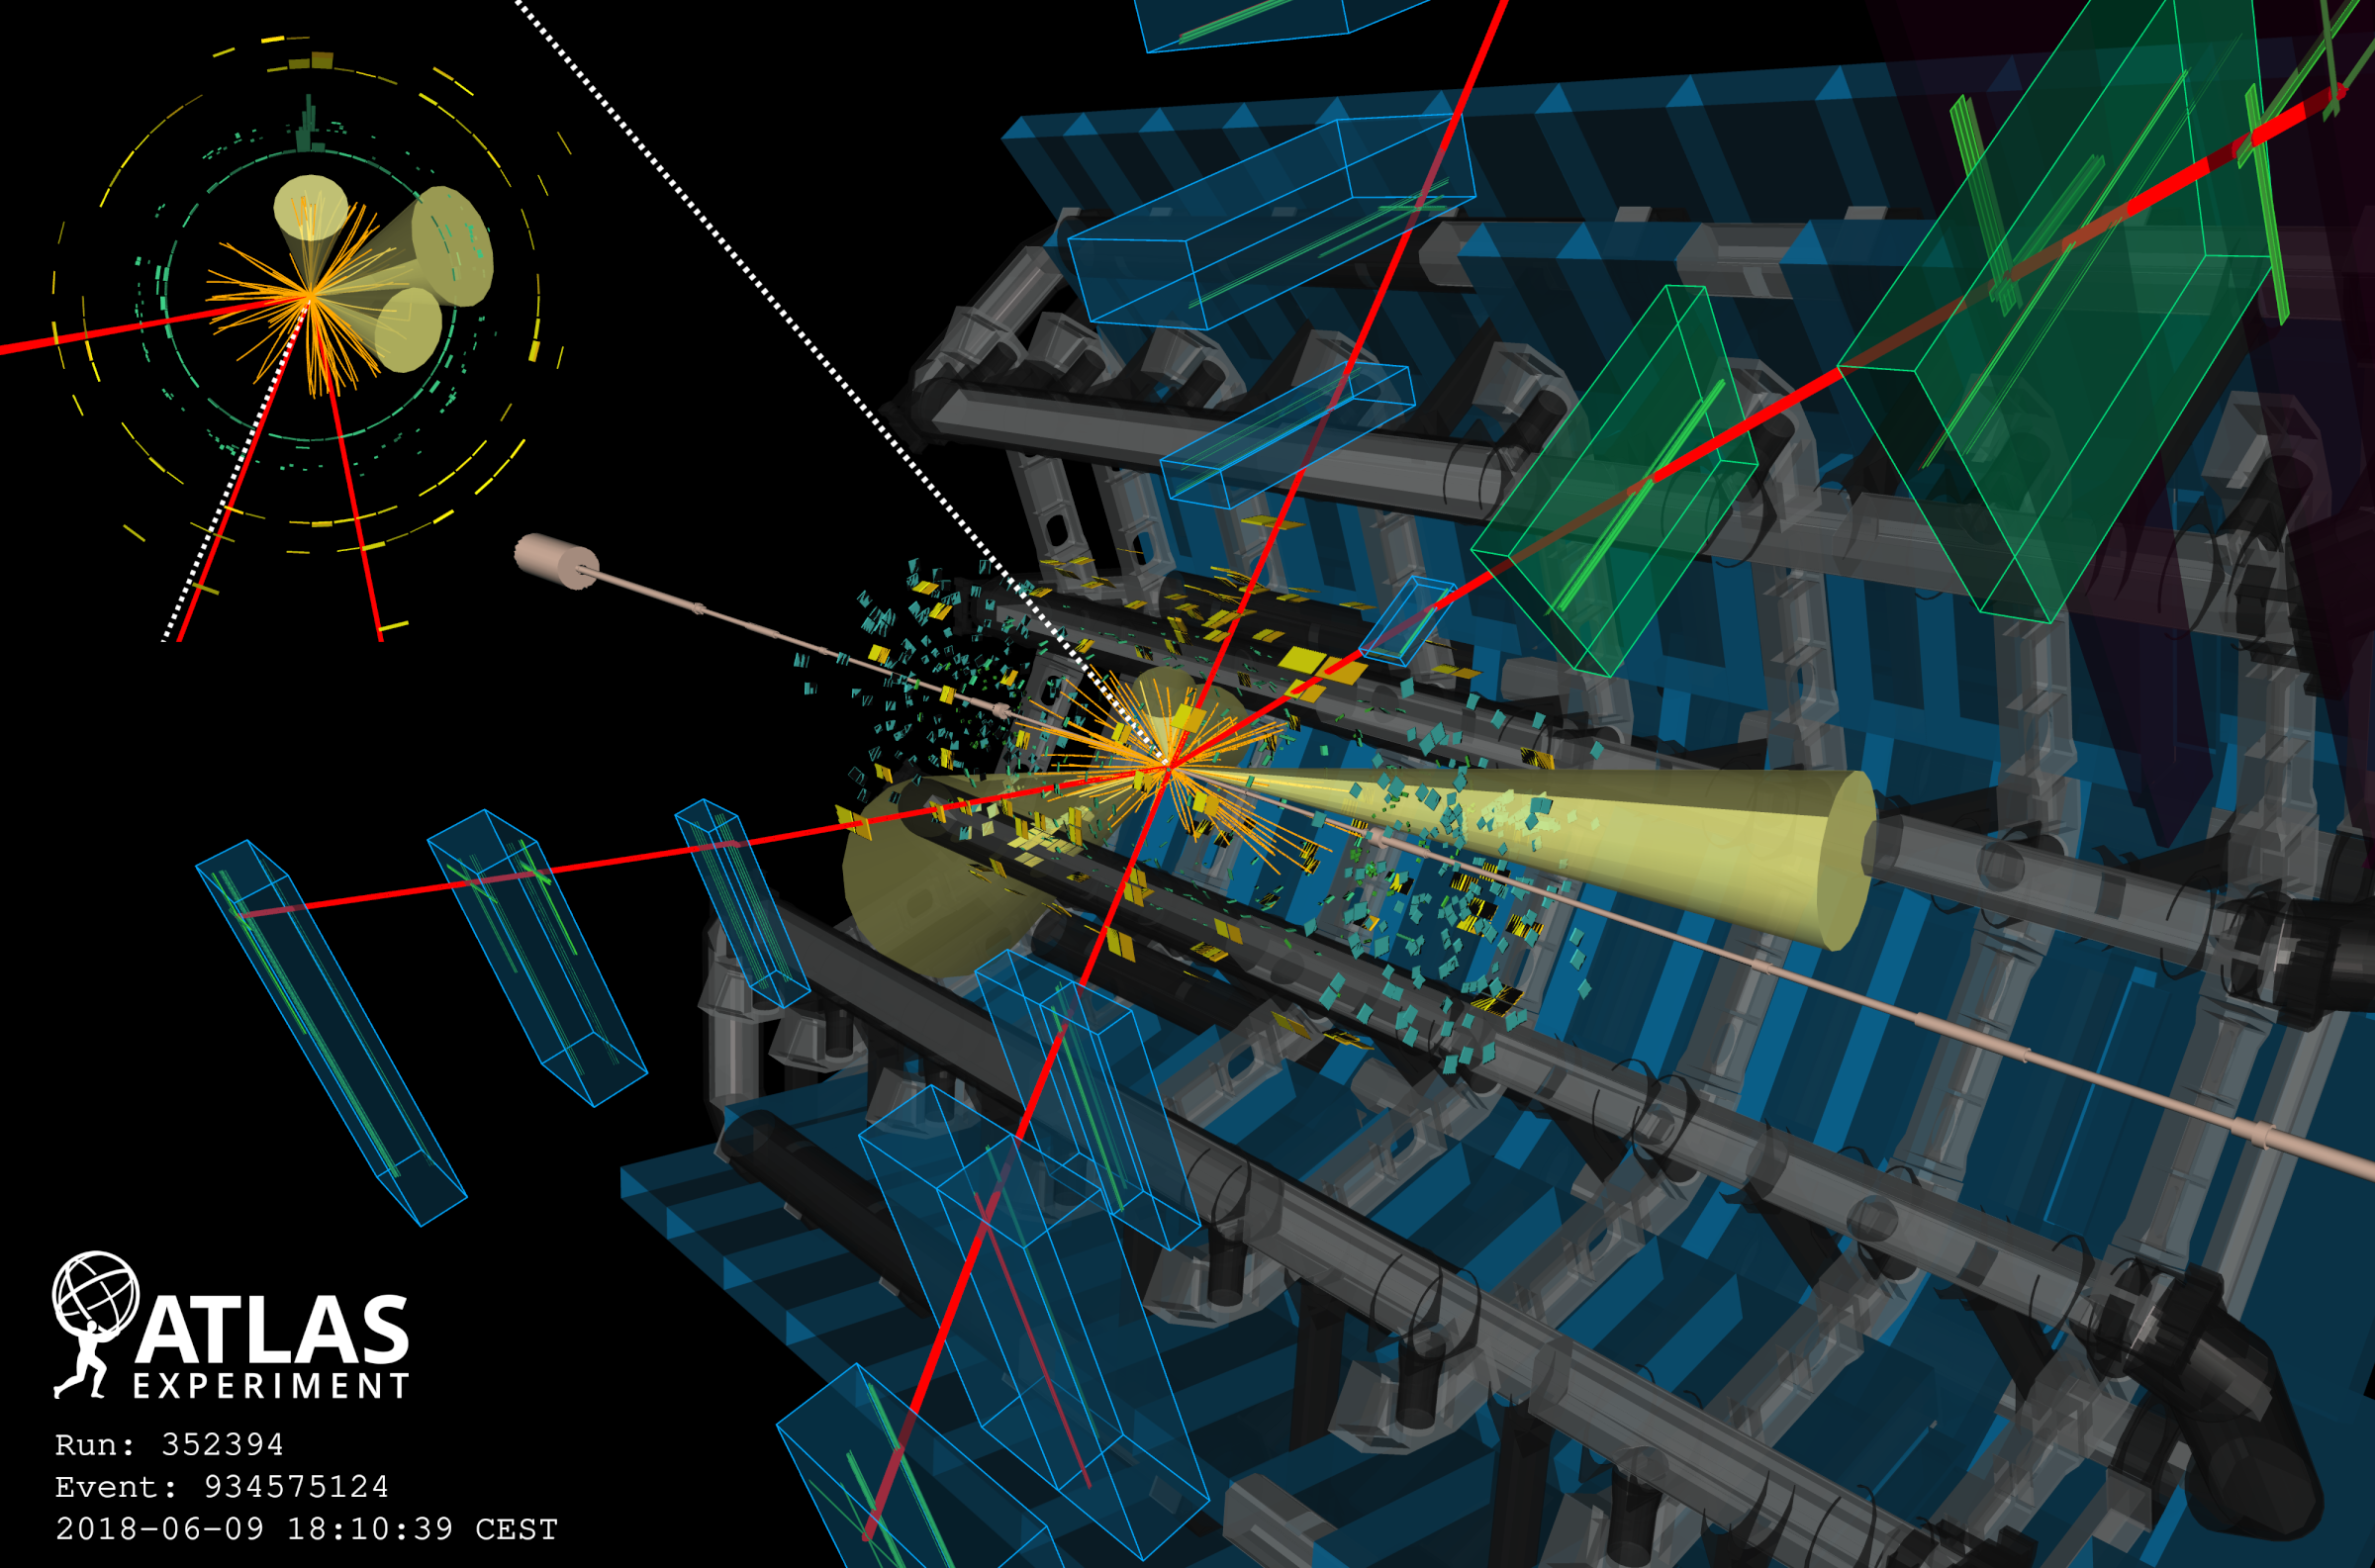 ATLAS
EXPERIMENT
Run: 352394
Event: 934575124
2018-06-09 18:10:39 CEST